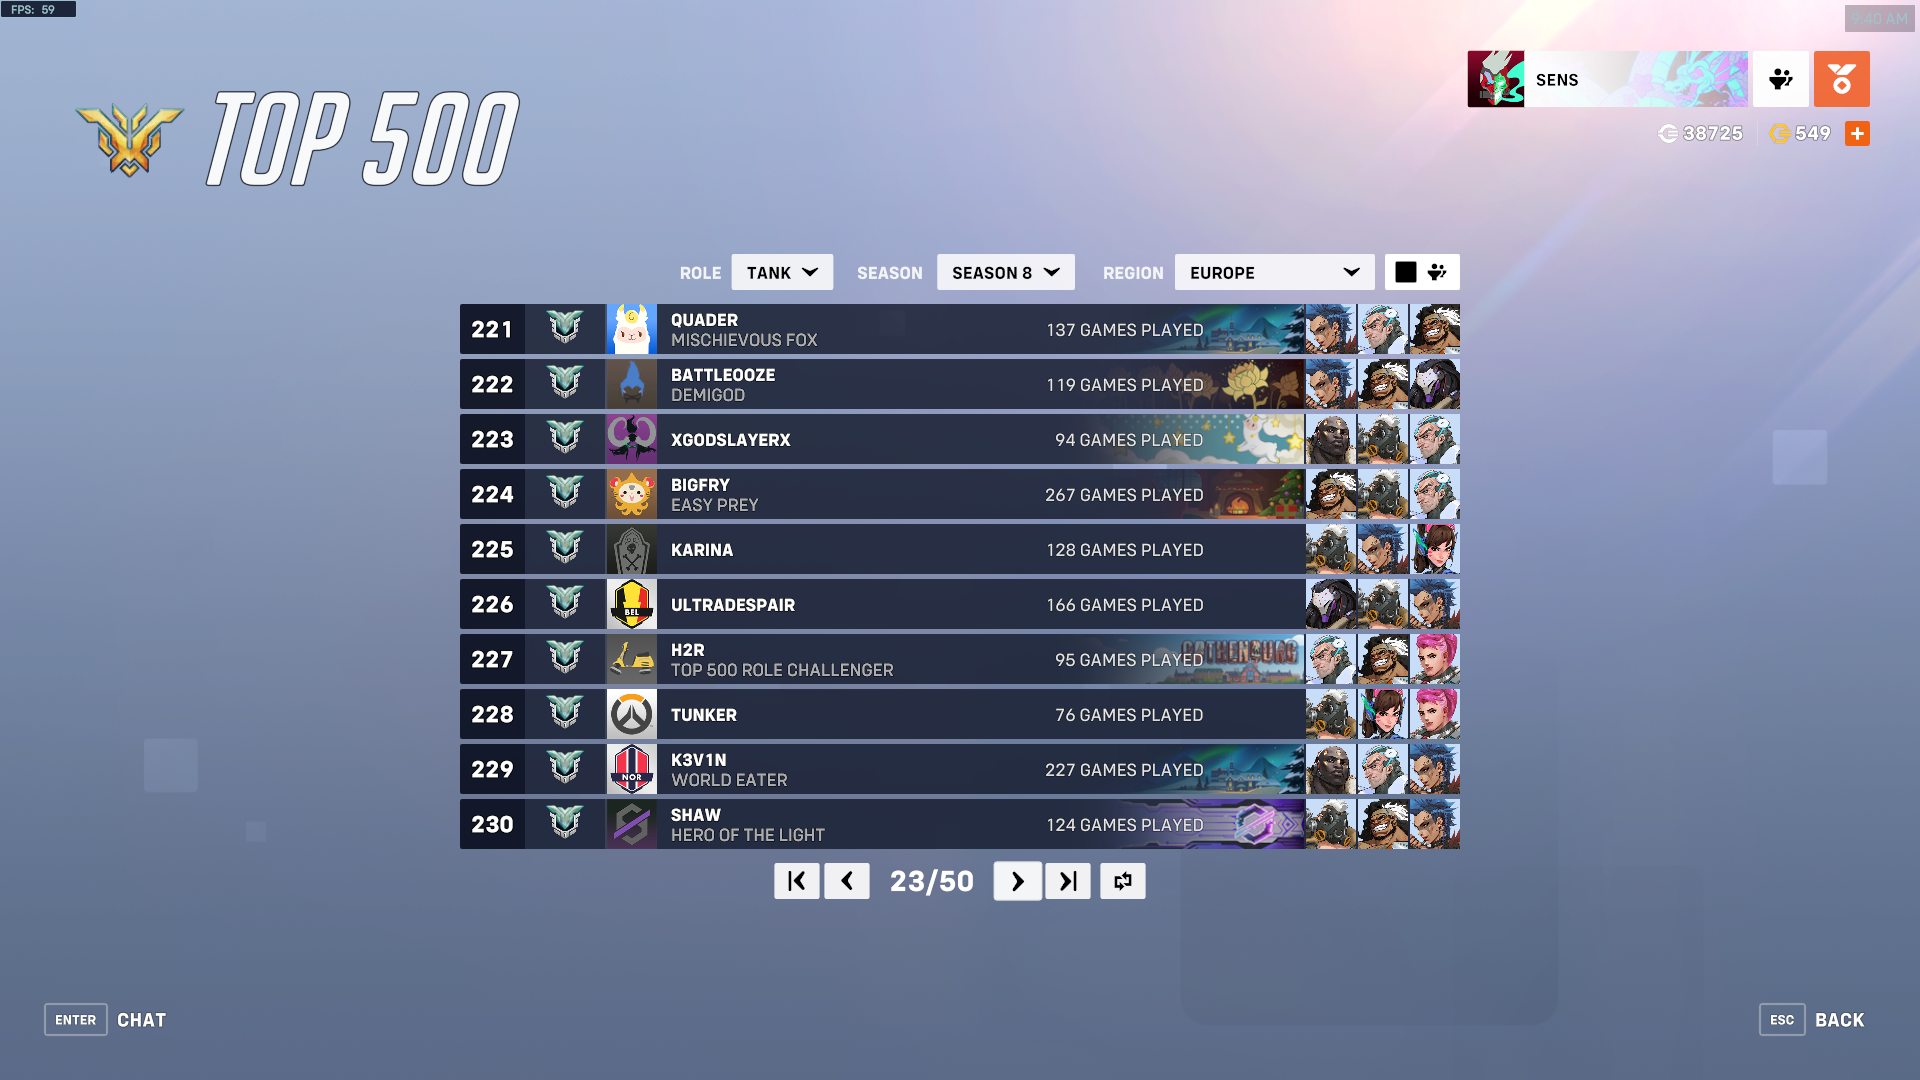 FPS: 59
9:40 AM
TOP 500
SENS
38725
549
ROLE TANK SEASON SEASON 8 REGION EUROPE
221 QUADER
MISCHIEVOUS FOX
137 GAMES PLAYED
222 BATTLEOOZE
DEMIGOD
119 GAMES PLAYED
223 XGODSLAYERX
94 GAMES PLAYED
224 BIGFRY
EASY PREY
267 GAMES PLAYED
225 KARINA
128 GAMES PLAYED
226 BEL ULTRADESPAIR
166 GAMES PLAYED
227 H2R
TOP 500 ROLE CHALLENGER
95 GAMES PLAYED
228 TUNKER
76 GAMES PLAYED
229 NOR K3V1N
WORLD EATER
227 GAMES PLAYED
230 SHAW
HERO OF THE LIGHT
124 GAMES PLAYED
23/50
ENTER CHAT
ESC BACK